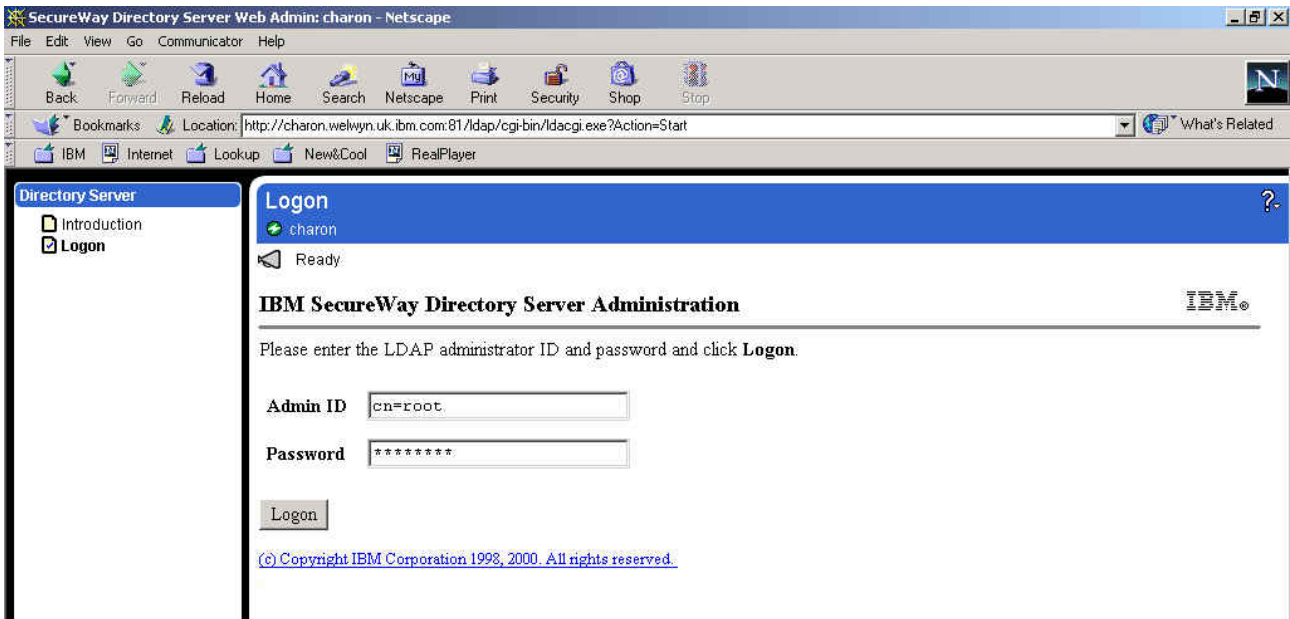 SecureWay Directory Server Web Admin: charon - Netscape
File Edit View Go Communicator Help
Back Forward Reload Home Search Netscape Print Security Shop Stop
My
N
Bookmarks Location: http://charon.welwyn.uk.ibm.com:81/ldap/cgi-bin/ldacgi.exe?Action=Start What's Related
IBM Internet Lookup New&Cool RealPlayer
Directory Server
Introduction
Logon
Logon
?
charon
Ready
IBM SecureWay Directory Server Administration
IBM®
Please enter the LDAP administrator ID and password and click Logon.
Admin ID cn=root
Password ********
Logon
(c) Copyright IBM Corporation 1998, 2000. All rights reserved.